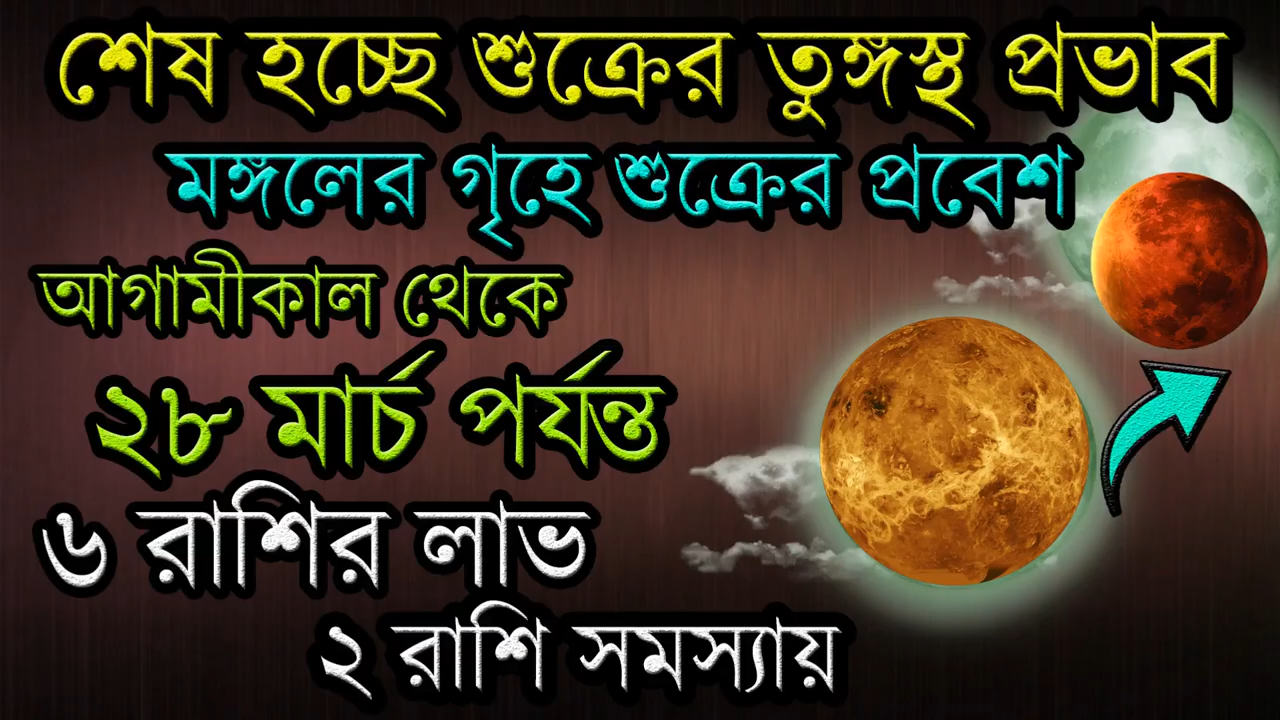 শেষ হচ্ছে শুক্রের তুঙ্গস্থ প্রভাব
মঙ্গলের গৃহে শুক্রের প্রবেশ
আগামীকাল থেকে
২৮ মার্চ পর্যন্ত
৬ রাশির লাভ
২ রাশি সমস্যায়